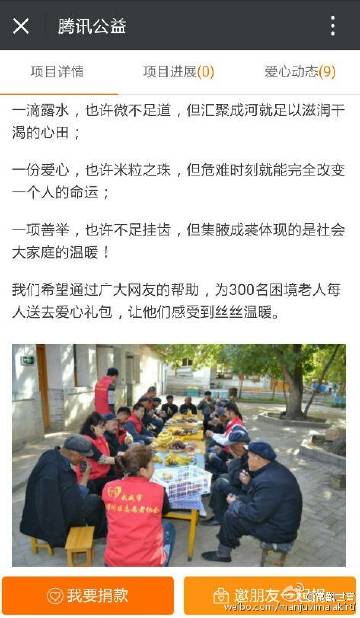 腾讯公益
项目详情 项目进展(0) 爱心动态(9)
一滴露水，也许微不足道，但汇聚成河就足以滋润干
渴的心田；
一份爱心，也许米粒之珠，但危难时刻就能完全改变
一个人的命运；
一项善举，也许不足挂齿，但集腋成裘体现的是社会
大家庭的温暖！
我们希望通过广大网友的帮助，为300名困境老人每
人送去爱心礼包，让他们感受到丝丝温暖。
我要捐款 邀朋友一